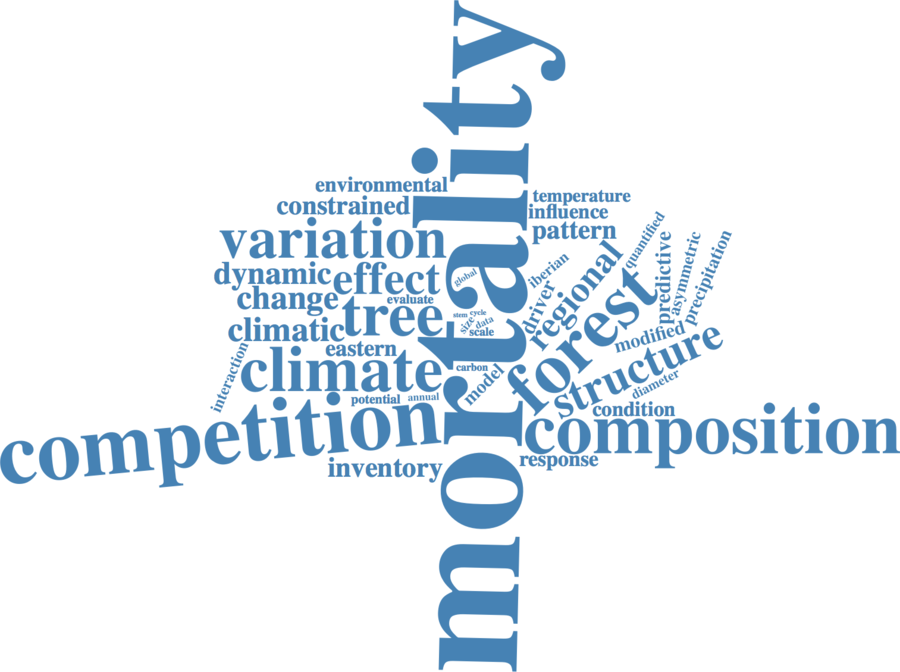 mortality
environmental
temperature
constrained
influence
variation
pattern
quantified
dynamic
effect
global
iberian
regional
predictive
asymmetric
precipitation
change
evaluate
driver
forest
climatic
tree
stem
cycle
size
data
scale
modified
structure
eastern
interaction
climate
carbon
model
diameter
potential
annual
condition
competition
composition
inventory
response